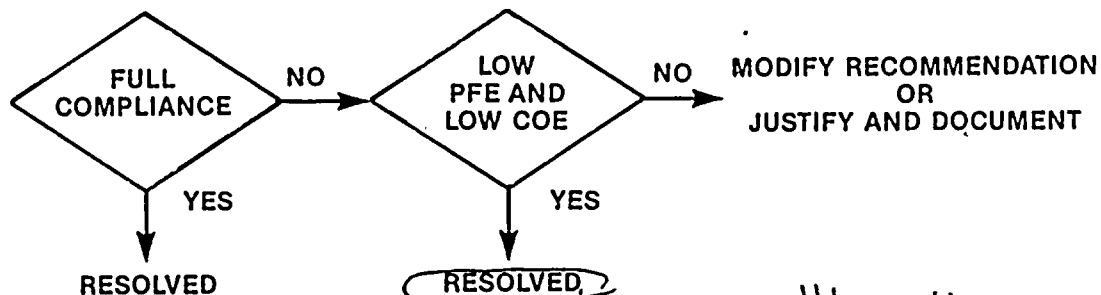 FULL
COMPLIANCE
NO
LOW
PFE AND
LOW COE
NO
MODIFY RECOMMENDATION
OR
JUSTIFY AND DOCUMENT
YES
YES
RESOLVED
RESOLVED